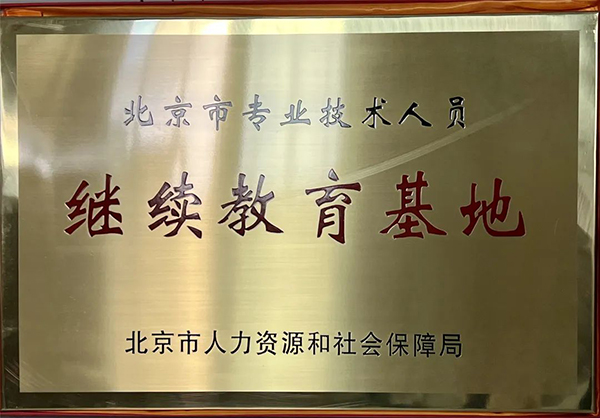 北京市专业技术人员
继续教育基地
北京市人力资源和社会保障局